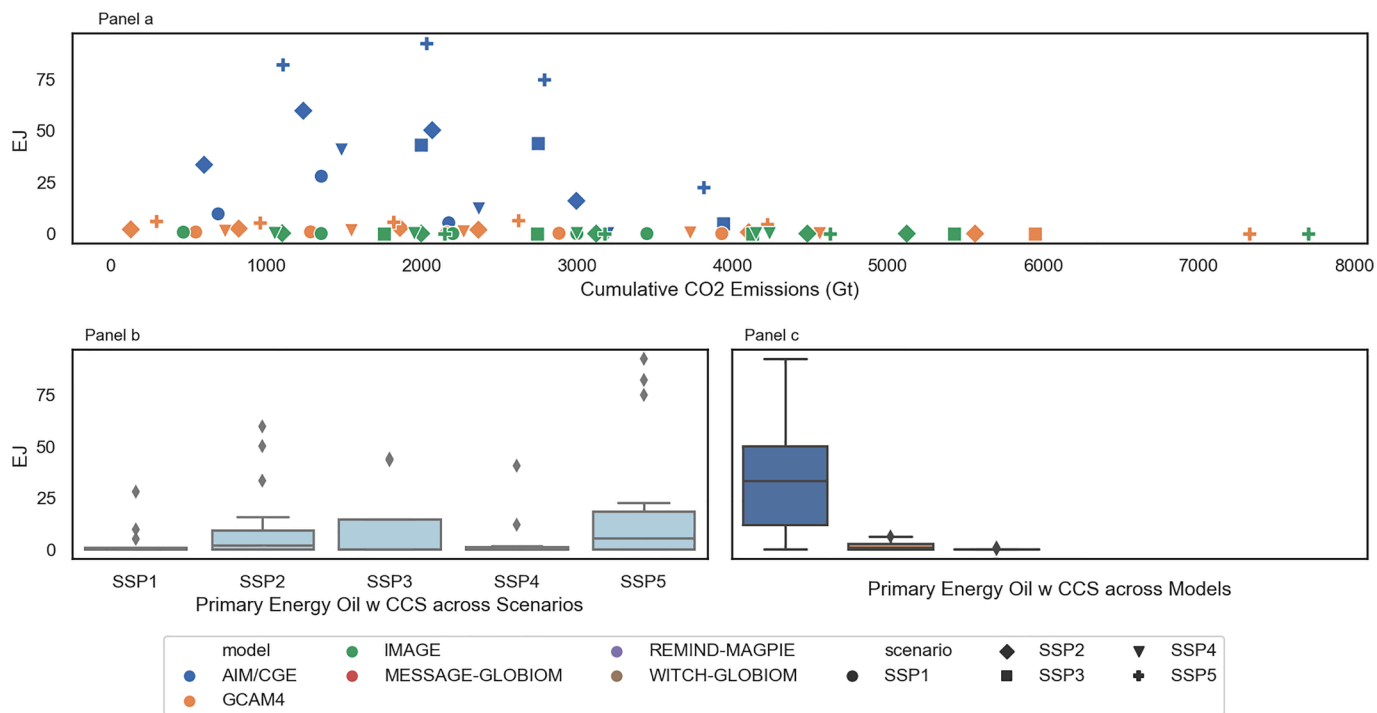 Panel a
75
50
25
0
EJ
0 1000 2000 3000 4000 5000 6000 7000 8000
Cumulative CO2 Emissions (Gt)
Panel b
75
50
25
0
EJ
SSP1 SSP2 SSP3 SSP4 SSP5
Primary Energy Oil w CCS across Scenarios
Panel c
Primary Energy Oil w CCS across Models
model IMAGE REMIND-MAGPIE scenario SSP2 SSP4
AIM/CGE MESSAGE-GLOBIOM WITCH-GLOBIOM SSP1 SSP3 SSP5
GCAM4